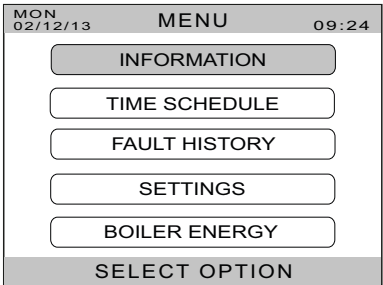 MON
02/12/13 MENU 09:24
INFORMATION
TIME SCHEDULE
FAULT HISTORY
SETTINGS
BOILER ENERGY
SELECT OPTION